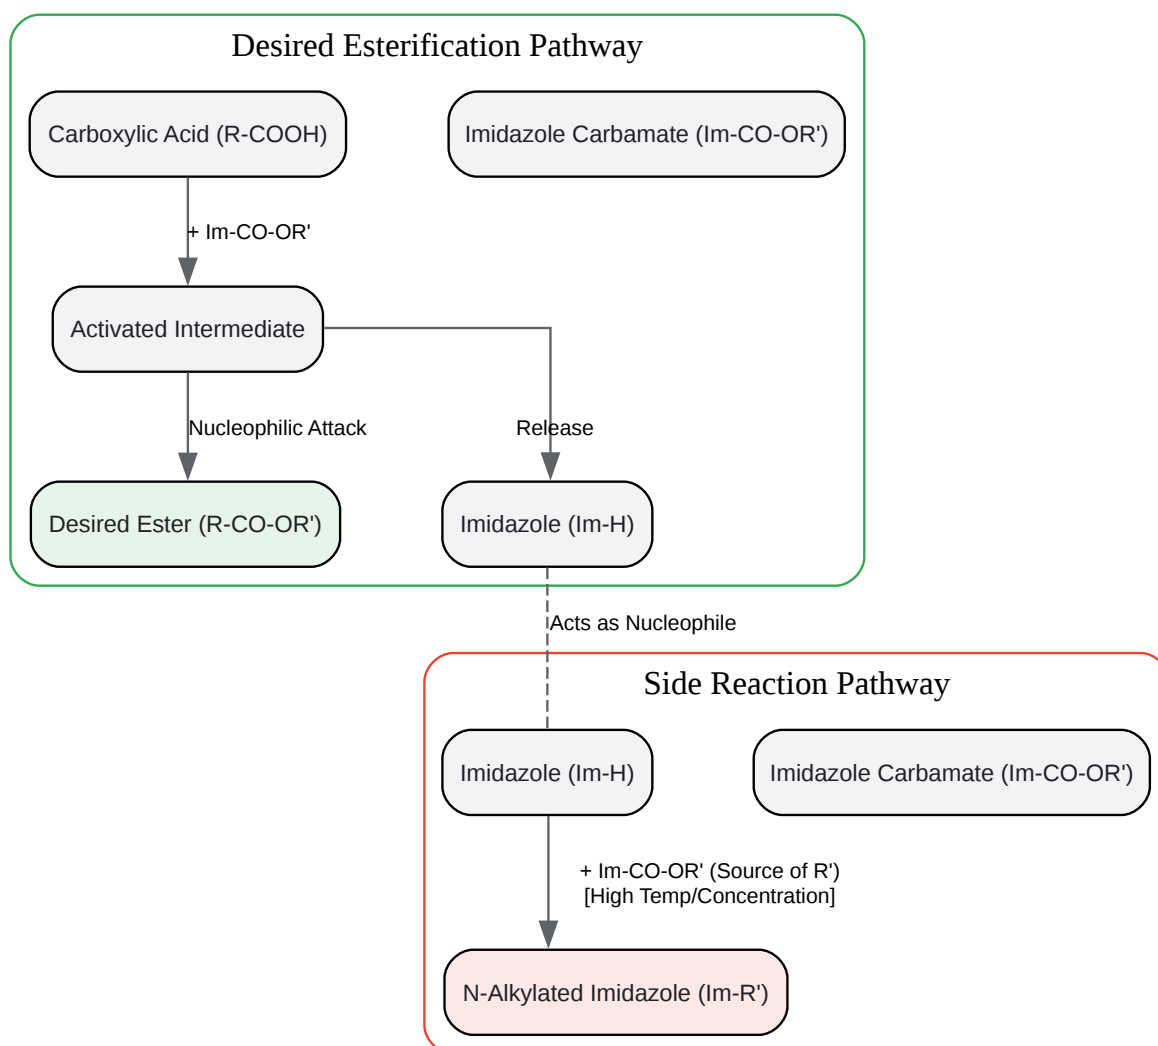 Desired Esterification Pathway
Carboxylic Acid (R-COOH)
Imidazole Carbamate (Im-CO-OR')
+ Im-CO-OR'
Activated Intermediate
Nucleophilic Attack
Release
Desired Ester (R-CO-OR')
Imidazole (Im-H)
Acts as Nucleophile
Side Reaction Pathway
Imidazole (Im-H)
Imidazole Carbamate (Im-CO-OR')
+ Im-CO-OR' (Source of R')
[High Temp/Concentration]
N-Alkylated Imidazole (Im-R')